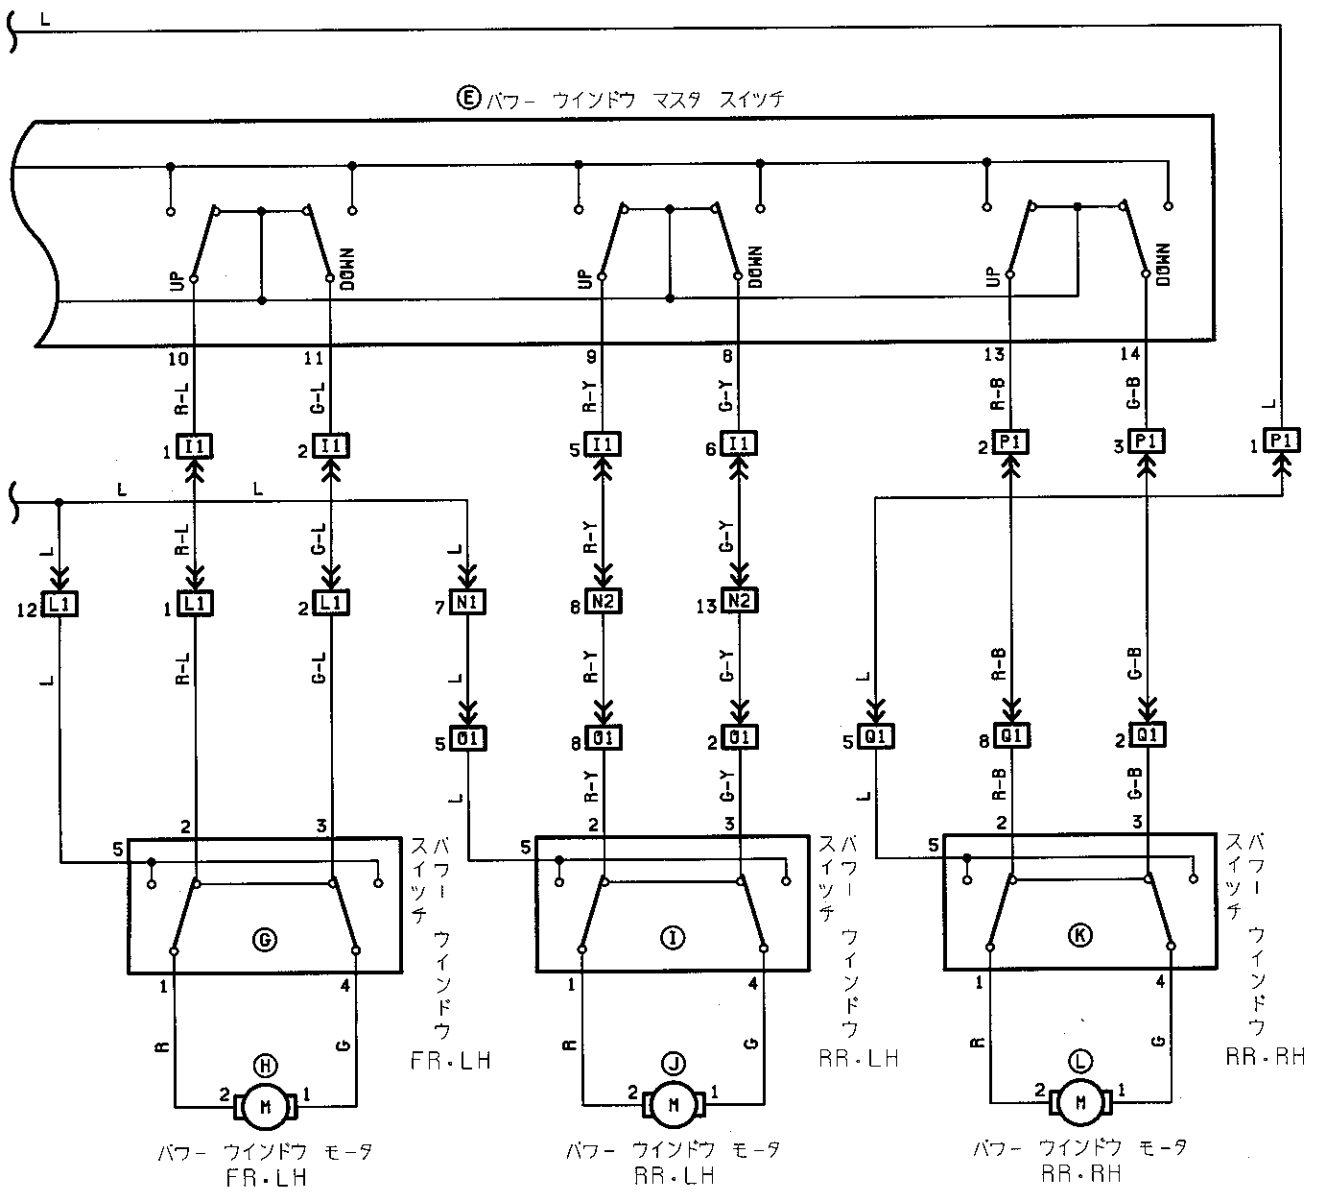 L
Ⓔ パワー ウインドウ マスタ スイッチ
UP DOWN UP DOWN UP DOWN
10 11 9 8 13 14
R-L G-L R-Y G-Y R-B G-B L
1 I1 2 I1 5 I1 6 I1 2 P1 3 P1 1 P1
L L
L R-L G-L L R-Y G-Y
12 L1 1 L1 2 L1 7 N1 8 N2 13 N2
L R-L G-L L R-Y G-Y L R-B G-B
5 O1 8 O1 2 O1 5 Q1 8 Q1 2 Q1
L R-Y G-Y L R-B G-B
5 2 3 5 2 3 5 2 3
Ⓖ Ⓘ Ⓚ
パワー ウインドウ
スイッチ
FR・LH
パワー ウインドウ
スイッチ
RR・LH
パワー ウインドウ
スイッチ
RR・RH
1 4 1 4 1 4
R G R G R G
Ⓗ Ⓙ Ⓛ
2 M 1 2 M 1 2 M 1
パワー ウインドウ モータ
FR・LH
パワー ウインドウ モータ
RR・LH
パワー ウインドウ モータ
RR・RH